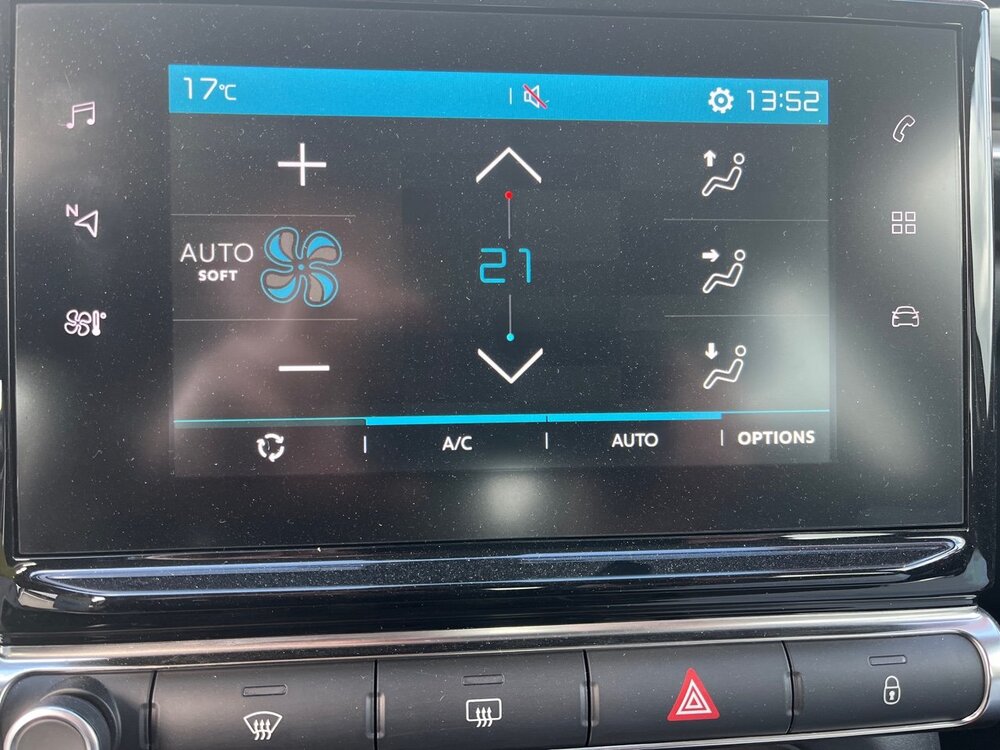 17°C
13:52
N
AUTO
SOFT
21
A/C
AUTO
OPTIONS